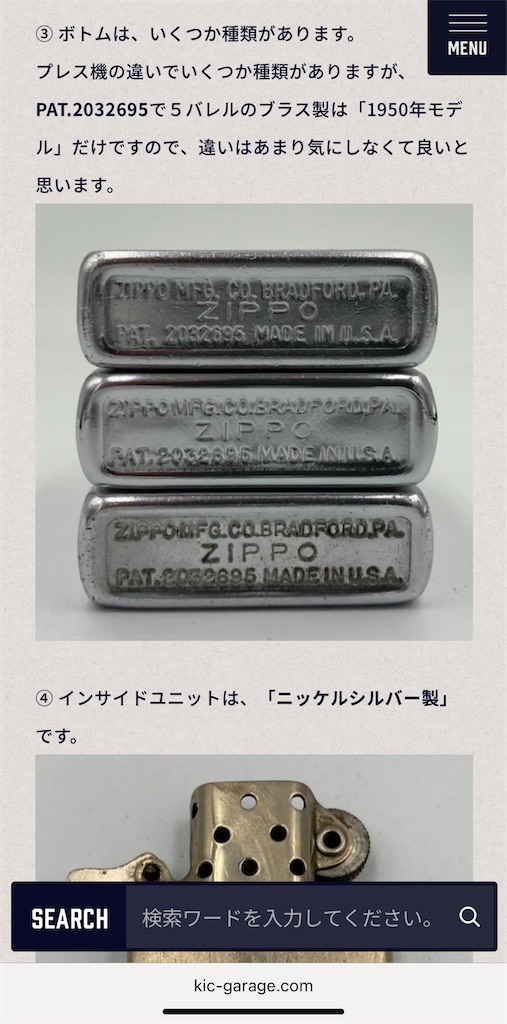 MENU
③ ボトムは、いくつか種類があります。
プレス機の違いでいくつか種類がありますが、
PAT.2032695で５バレルのブラス製は「1950年モデ
ル」だけですので、違いはあまり気にしなくて良いと
思います。
ZIPPO MFG. CO. BRADFORD, PA.
ZIPPO
PAT. 2032695 MADE IN U.S.A.
ZIPPO MFG. CO. BRADFORD, PA.
ZIPPO
PAT. 2032695 MADE IN U.S.A.
ZIPPO MFG. CO. BRADFORD, PA.
ZIPPO
PAT. 2032695 MADE IN U.S.A.
④ インサイドユニットは、「ニッケルシルバー製」
です。
SEARCH 検索ワードを入力してください。
kic-garage.com